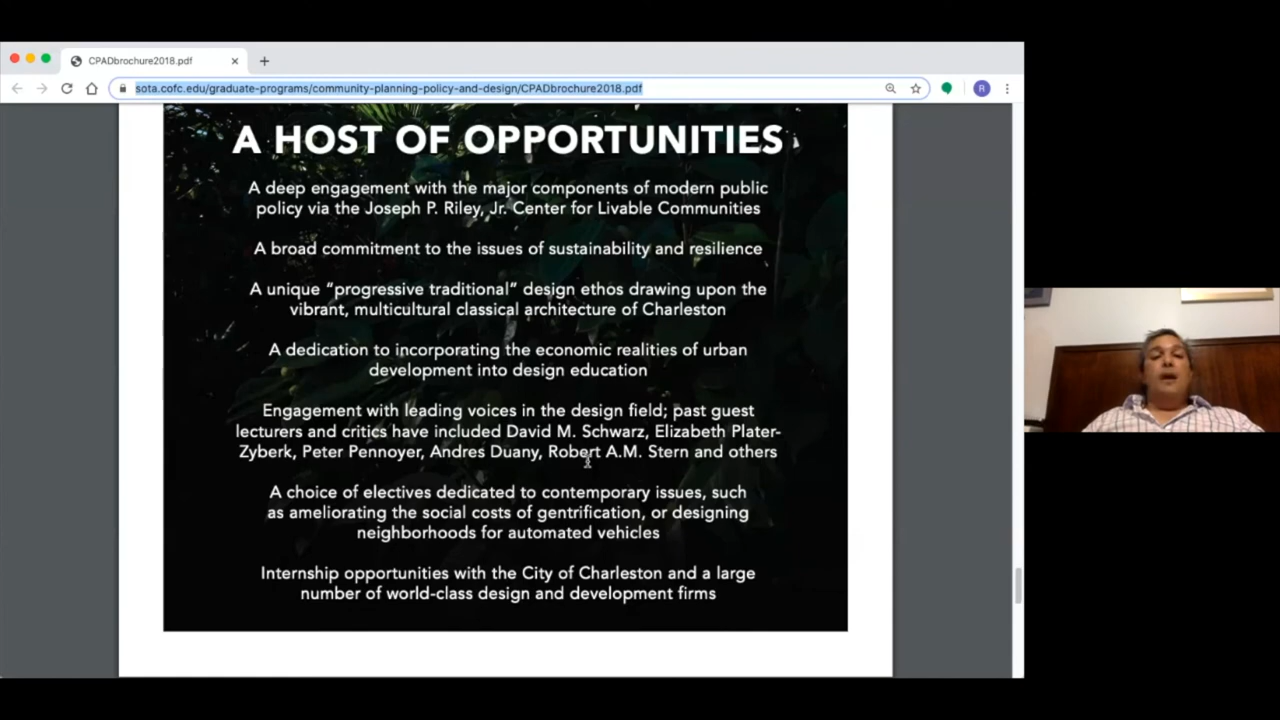 CPADbrochure2018.pdf
sota.cofc.edu/graduate-programs/community-planning-policy-and-design/CPADbrochure2018.pdf
R
A HOST OF OPPORTUNITIES
A deep engagement with the major components of modern public
policy via the Joseph P. Riley, Jr. Center for Livable Communities
A broad commitment to the issues of sustainability and resilience
A unique “progressive traditional” design ethos drawing upon the
vibrant, multicultural classical architecture of Charleston
A dedication to incorporating the economic realities of urban
development into design education
Engagement with leading voices in the design field; past guest
lecturers and critics have included David M. Schwarz, Elizabeth Plater-
Zyberk, Peter Pennoyer, Andres Duany, Robert A.M. Stern and others
A choice of electives dedicated to contemporary issues, such
as ameliorating the social costs of gentrification, or designing
neighborhoods for automated vehicles
Internship opportunities with the City of Charleston and a large
number of world-class design and development firms